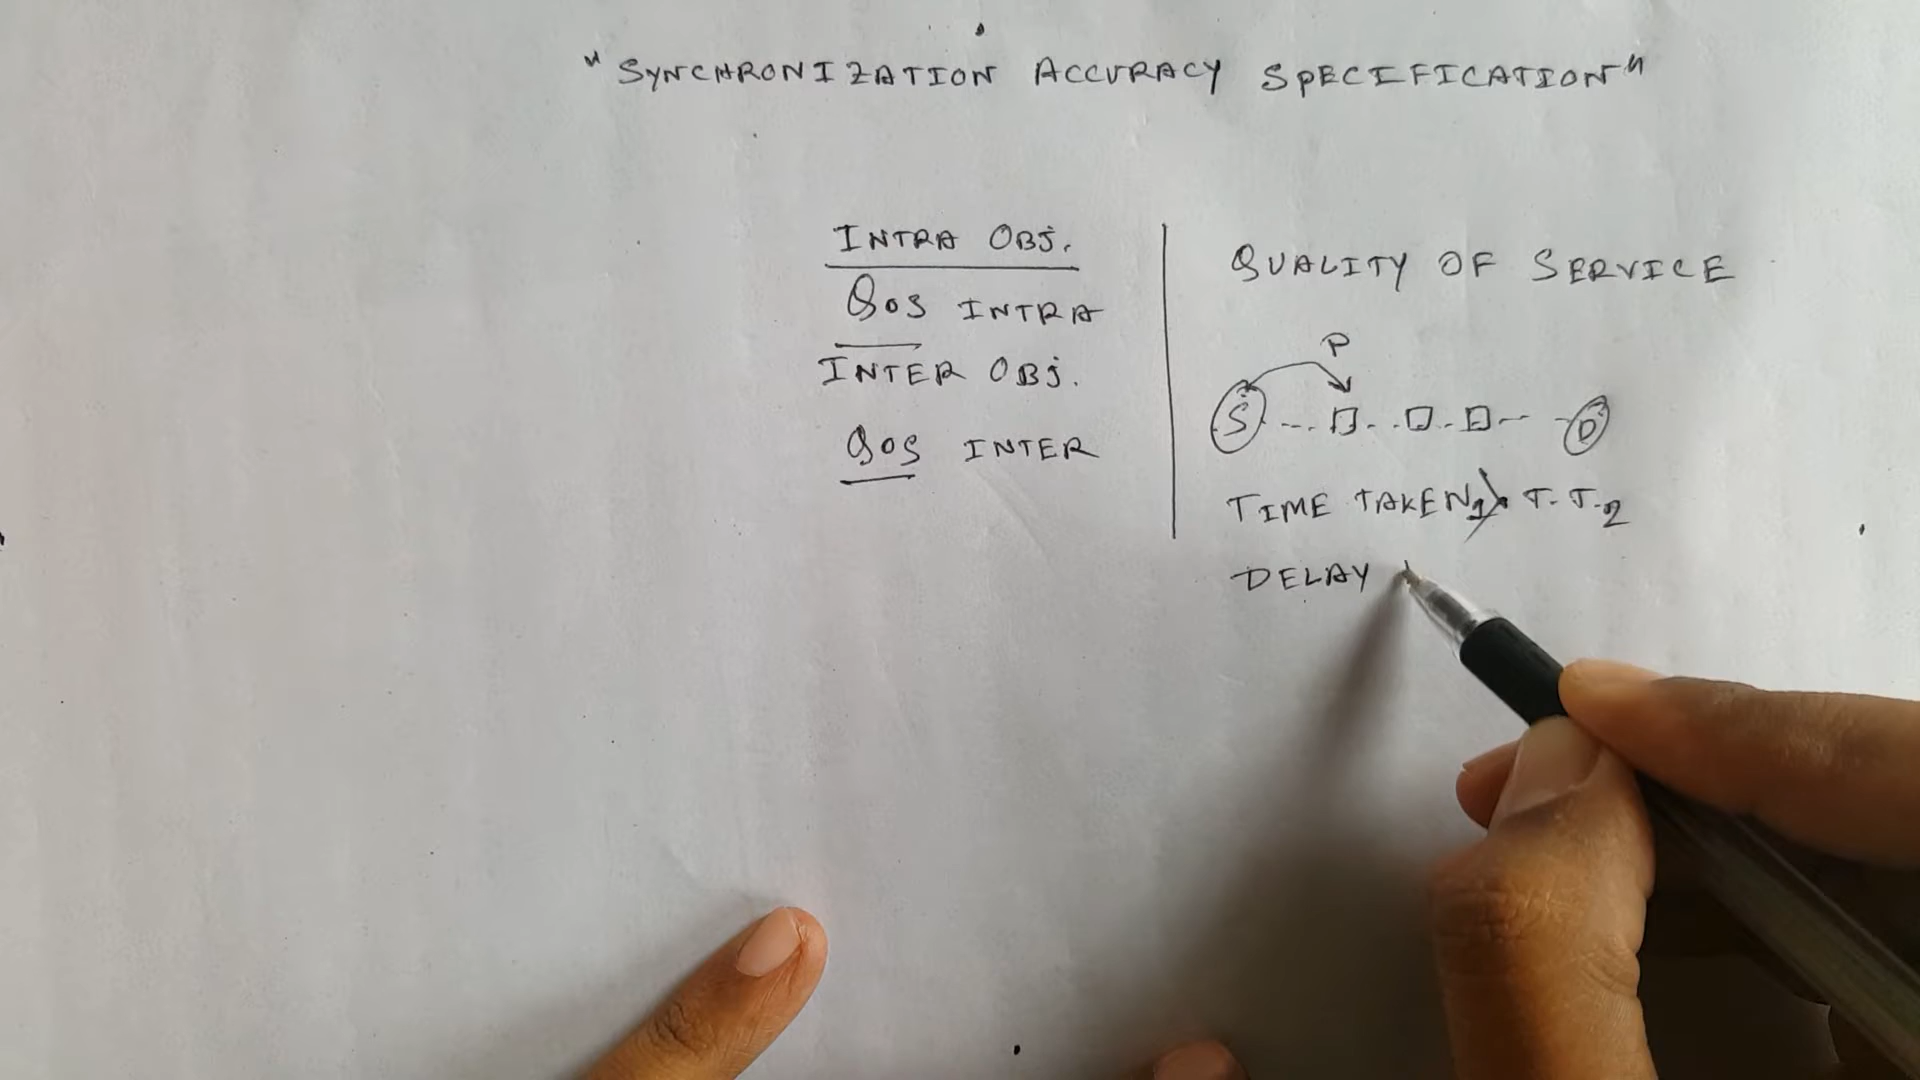 "SYNCHRONIZATION ACCURACY SPECIFICATION"
INTRA OBJ.
QOS INTRA
INTER OBJ.
QOS INTER
QUALITY OF SERVICE
P
S ... D
TIME TAKEN1 > T.T.2
DELAY